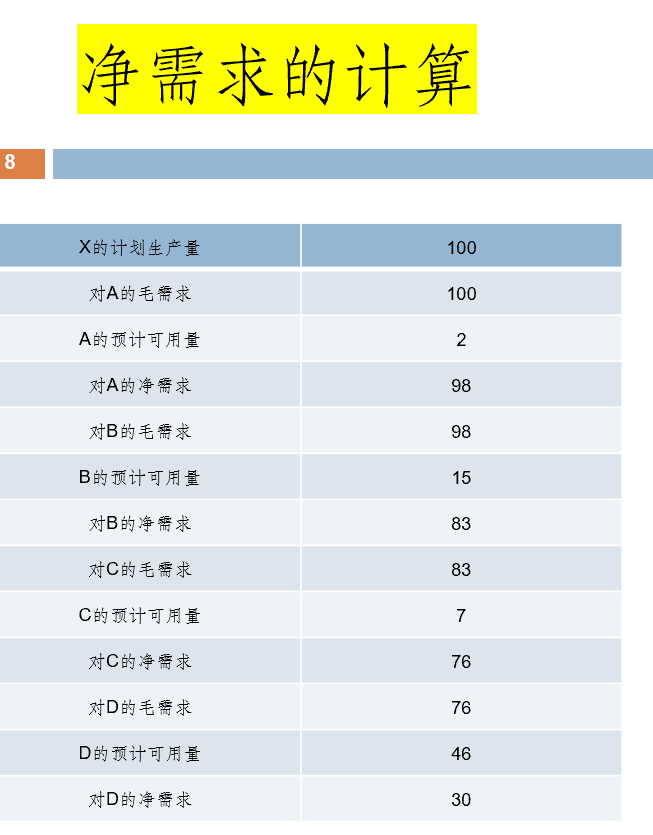 净需求的计算
8
X的计划生产量 100
对A的毛需求 100
A的预计可用量 2
对A的净需求 98
对B的毛需求 98
B的预计可用量 15
对B的净需求 83
对C的毛需求 83
C的预计可用量 7
对C的净需求 76
对D的毛需求 76
D的预计可用量 46
对D的净需求 30